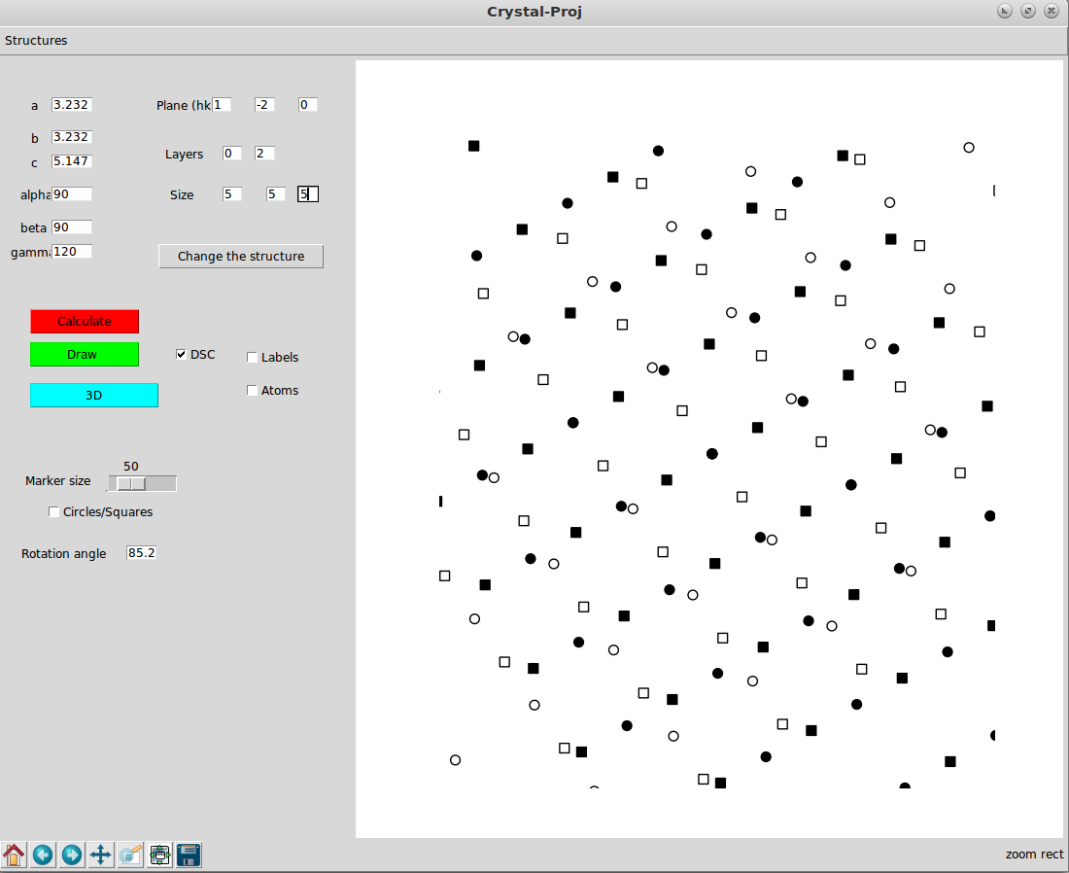 Crystal-Proj
Structures
a 3.232 Plane (hk 1 -2 0
b 3.232
c 5.147
Layers 0 2
alpha 90 Size 5 5 5
beta 90
gamma 120
Change the structure
Calculate
Draw DSC Labels
3D Atoms
50
Marker size
Circles/Squares
Rotation angle 85.2
zoom rect